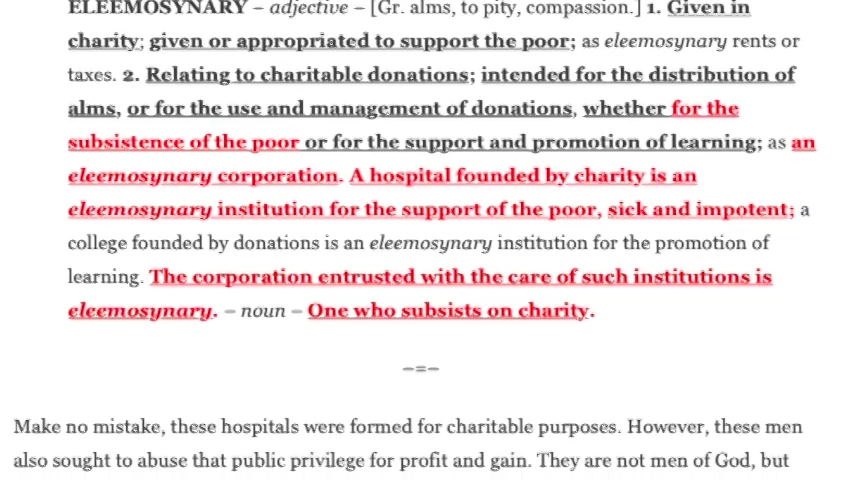 ELEEMOSYNARY – adjective – [Gr. alms, to pity, compassion.] 1. Given in
charity; given or appropriated to support the poor; as eleemosynary rents or
taxes. 2. Relating to charitable donations; intended for the distribution of
alms, or for the use and management of donations, whether for the
subsistence of the poor or for the support and promotion of learning; as an
eleemosynary corporation. A hospital founded by charity is an
eleemosynary institution for the support of the poor, sick and impotent; a
college founded by donations is an eleemosynary institution for the promotion of
learning. The corporation entrusted with the care of such institutions is
eleemosynary. – noun – One who subsists on charity.
–=–
Make no mistake, these hospitals were formed for charitable purposes. However, these men
also sought to abuse that public privilege for profit and gain. They are not men of God, but